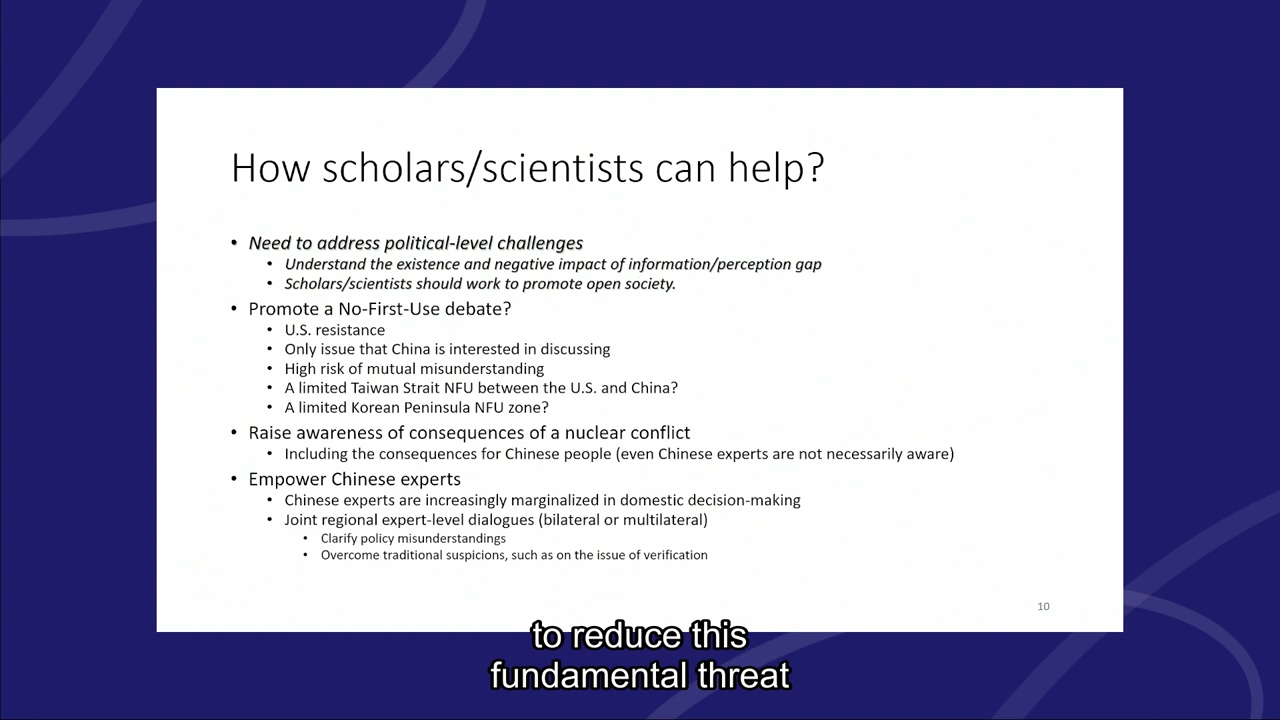 How scholars/scientists can help?
• Need to address political-level challenges
• Understand the existence and negative impact of information/perception gap
• Scholars/scientists should work to promote open society.
• Promote a No-First-Use debate?
• U.S. resistance
• Only issue that China is interested in discussing
• High risk of mutual misunderstanding
• A limited Taiwan Strait NFU between the U.S. and China?
• A limited Korean Peninsula NFU zone?
• Raise awareness of consequences of a nuclear conflict
• Including the consequences for Chinese people (even Chinese experts are not necessarily aware)
• Empower Chinese experts
• Chinese experts are increasingly marginalized in domestic decision-making
• Joint regional expert-level dialogues (bilateral or multilateral)
• Clarify policy misunderstandings
• Overcome traditional suspicions, such as on the issue of verification
10
to reduce this
fundamental threat